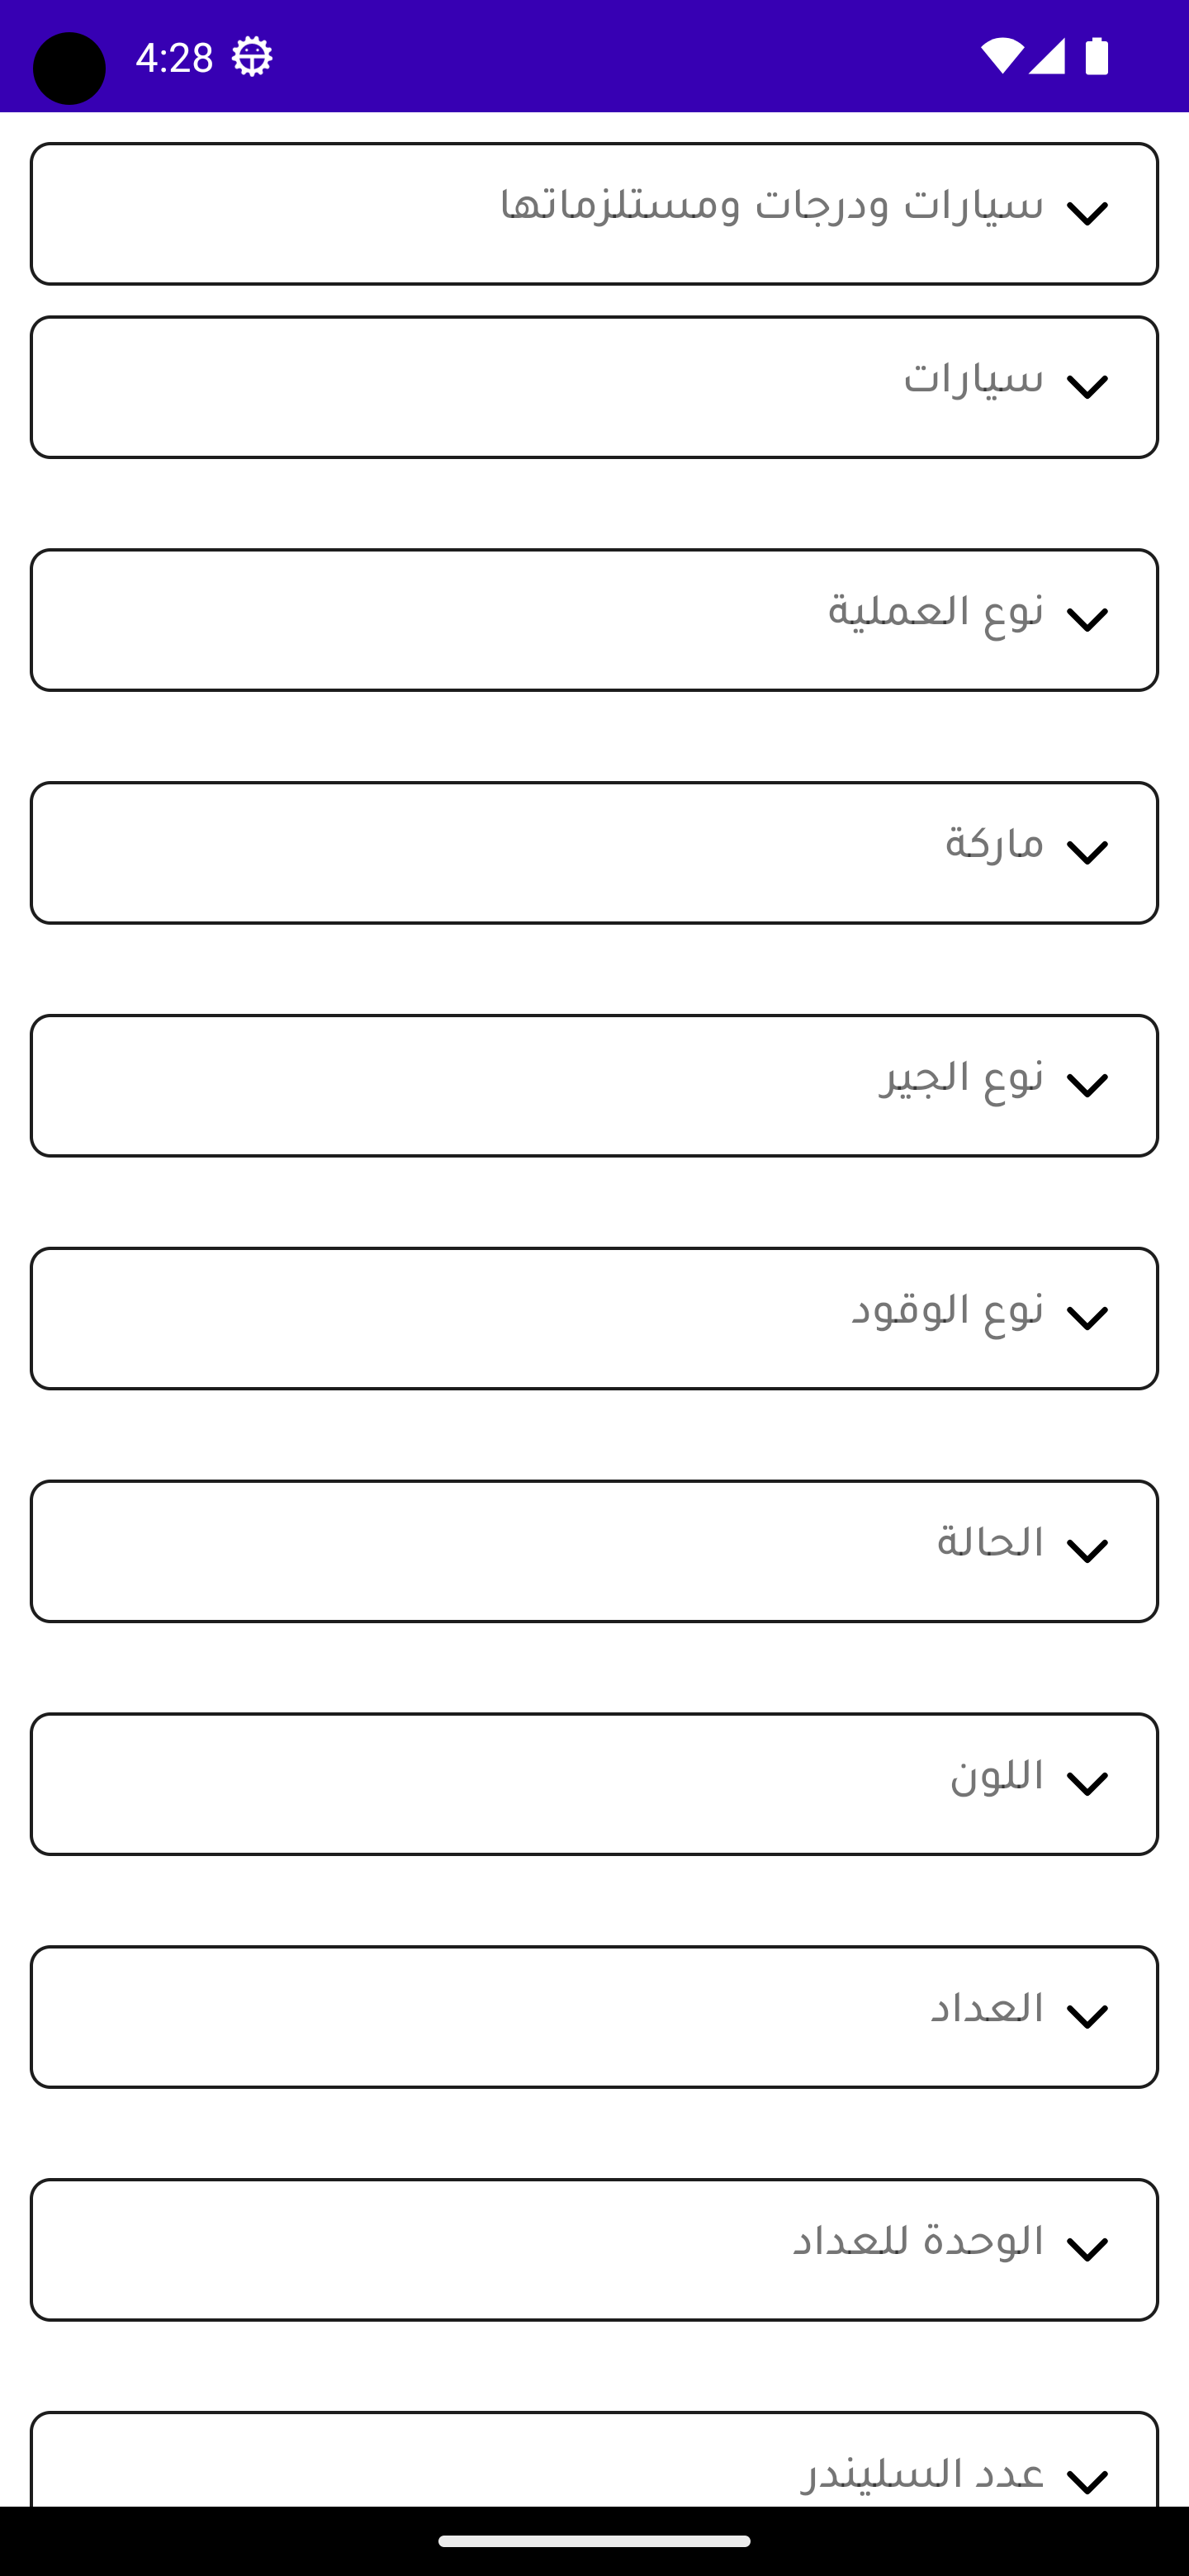 4:28
سيارات ودرجات ومستلزماتها
سيارات
نوع العملية
ماركة
نوع الجير
نوع الوقود
الحالة
اللون
العداد
الوحدة للعداد
عدد السليندر